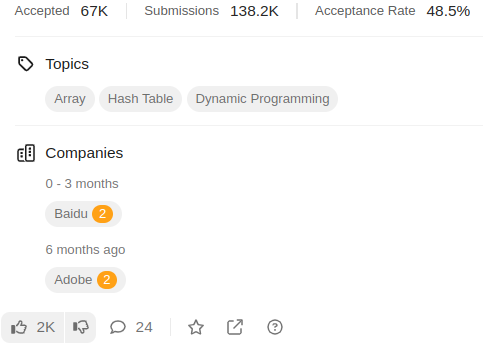 Accepted 67K Submissions 138.2K Acceptance Rate 48.5%
Topics
Array Hash Table Dynamic Programming
Companies
0 - 3 months
Baidu 2
6 months ago
Adobe 2
2K 24